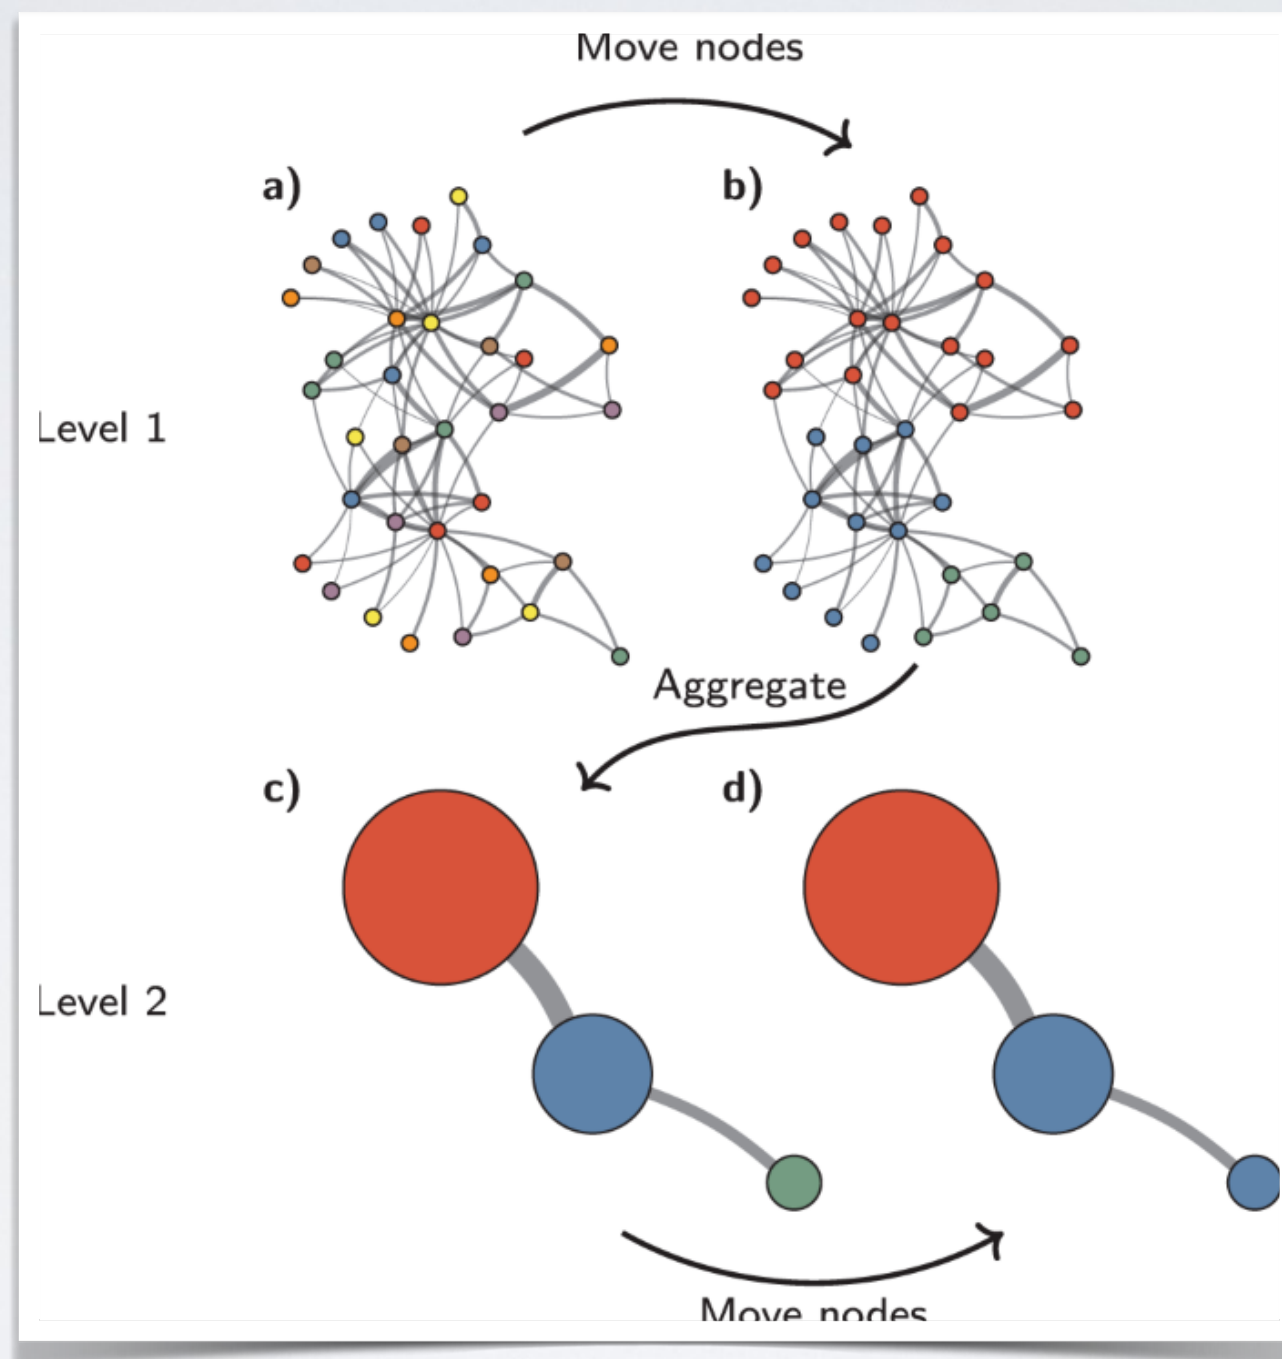 Move nodes
a)
b)
Level 1
Aggregate
c)
d)
Level 2
Move nodes